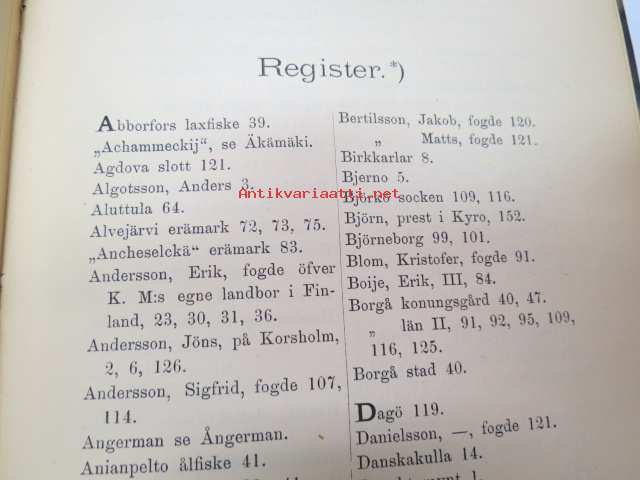 Register.*)
Abborfors laxfiske 39.
„Achammeckij", se Äkämäki.
Agdova slott 121.
Algotsson, Anders 3.
Aluttula 64.
Alvejärvi erämark 72, 73, 75.
„Ancheselckä" erämark 83.
Andersson, Erik, fogde öfver
K. M:s egne landbor i Fin-
land, 23, 30, 31, 36.
Andersson, Jöns, på Korsholm,
2, 6, 126.
Andersson, Sigfrid, fogde 107,
114.
Angerman se Ångerman.
Anianpelto ålfiske 41.
Bertilsson, Jakob, fogde 120.
„ Matts, fogde 121.
Birkkarlar 8.
Bjerno 5.
Björkö socken 109, 116.
Björn, prest i Kyro, 152.
Björneborg 99, 101.
Blom, Kristofer, fogde 91.
Boije, Erik, III, 84.
Borgå konungsgård 40, 47.
„ län II, 91, 92, 95, 109,
116, 125.
Borgå stad 40.
Dagö 119.
Danielsson, —, fogde 121.
Danskakulla 14.
Antikvariaatti.net